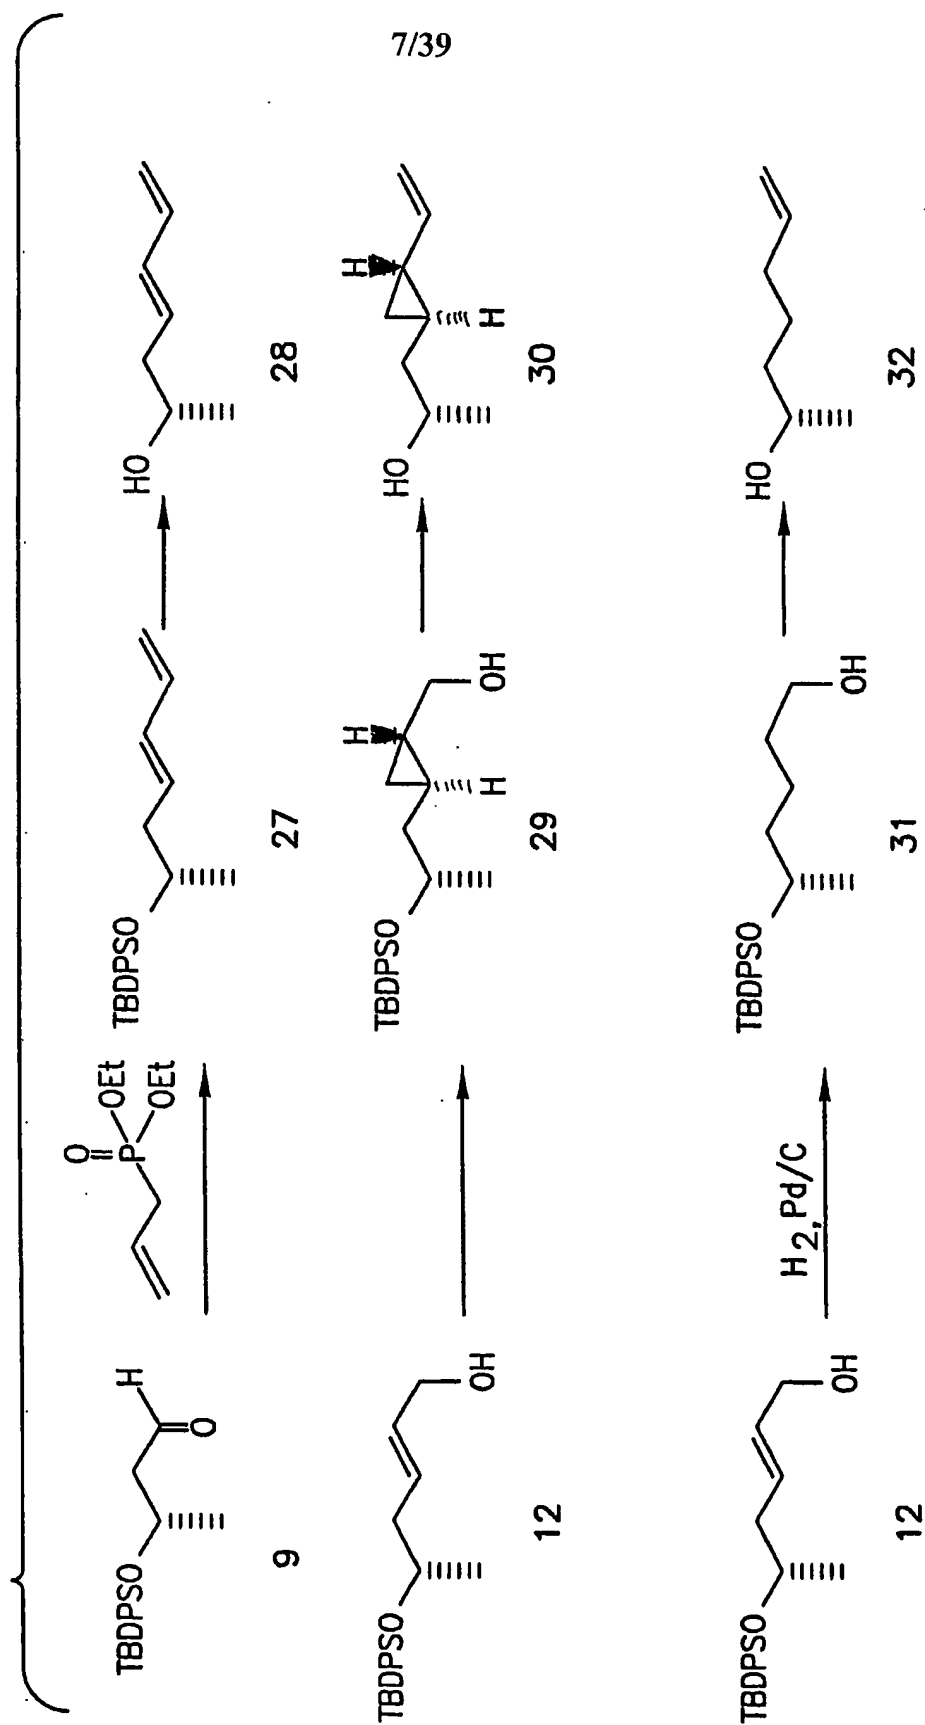 7/39
TBDPSO
H
O
9
O
P
OEt
OEt
TBDPSO
27
HO
28
TBDPSO
OH
12
TBDPSO
H
H
OH
29
HO
H
H
30
TBDPSO
OH
12
H2, Pd/C
TBDPSO
OH
31
HO
32